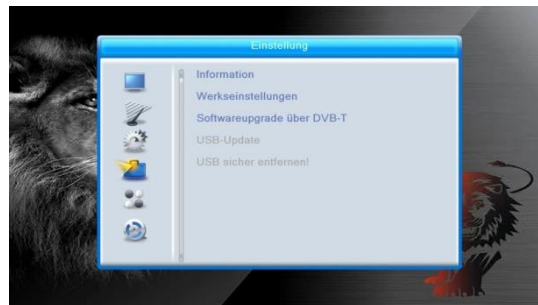 Einstellung
Information
Werkseinstellungen
Softwareupgrade über DVB-T
USB-Update
USB sicher entfernen!